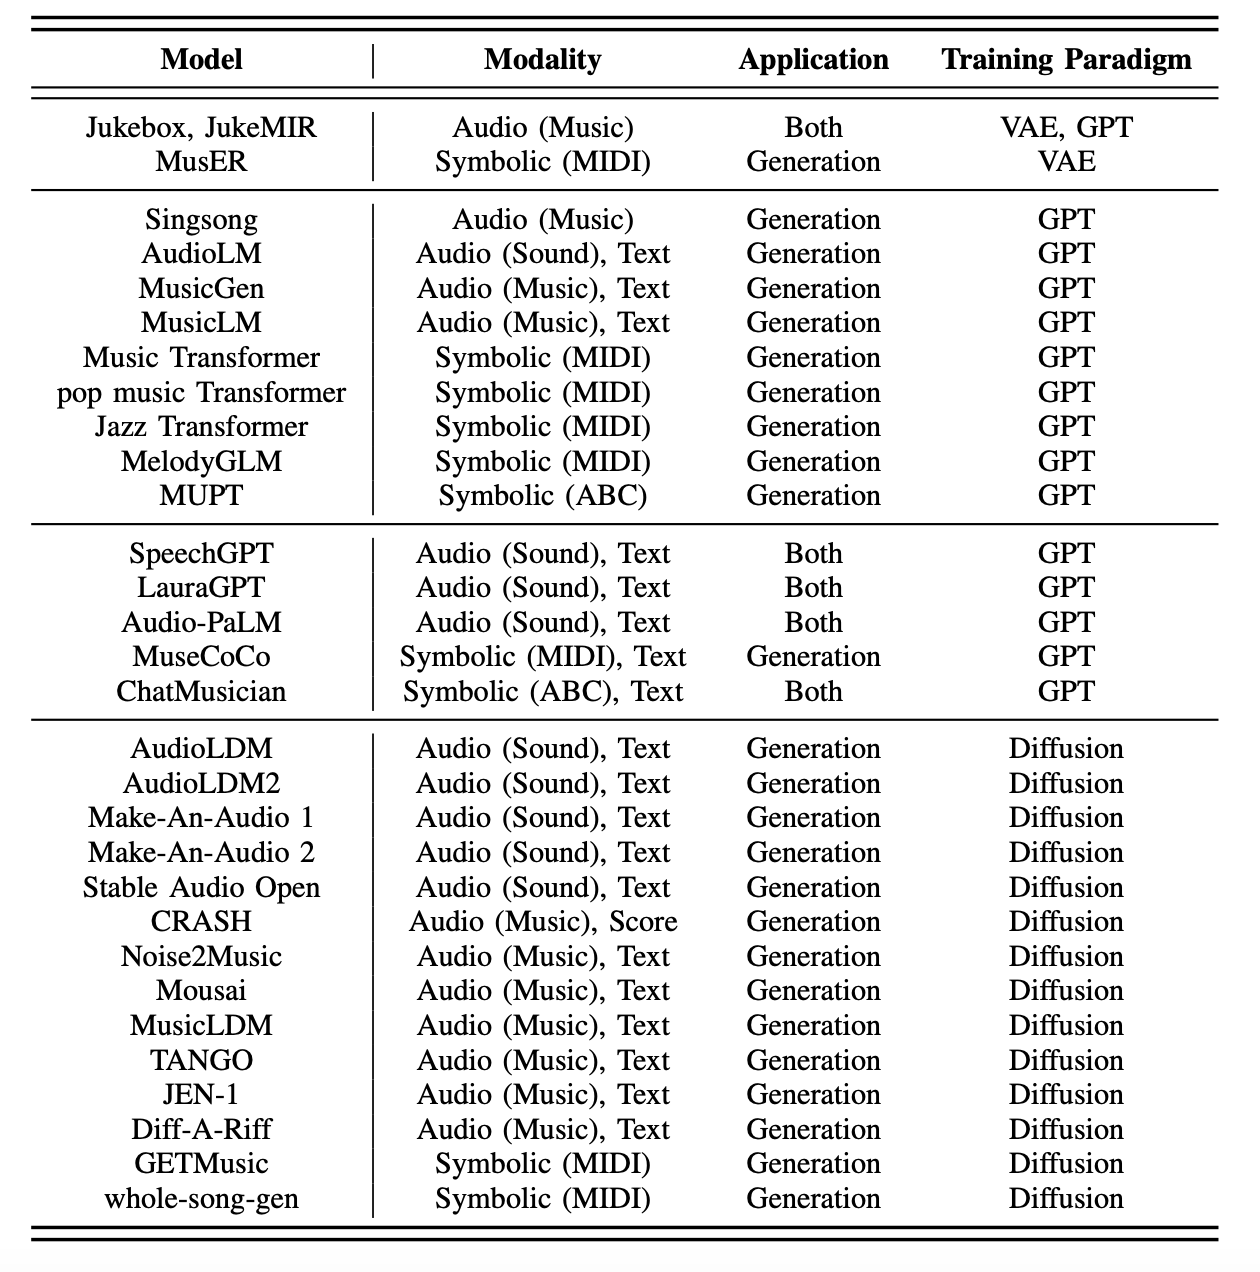 Model Modality Application Training Paradigm
Jukebox, JukeMIR Audio (Music) Both VAE, GPT
MusER Symbolic (MIDI) Generation VAE
Singsong Audio (Music) Generation GPT
AudioLM Audio (Sound), Text Generation GPT
MusicGen Audio (Music), Text Generation GPT
MusicLM Audio (Music), Text Generation GPT
Music Transformer Symbolic (MIDI) Generation GPT
pop music Transformer Symbolic (MIDI) Generation GPT
Jazz Transformer Symbolic (MIDI) Generation GPT
MelodyGLM Symbolic (MIDI) Generation GPT
MUPT Symbolic (ABC) Generation GPT
SpeechGPT Audio (Sound), Text Both GPT
LauraGPT Audio (Sound), Text Both GPT
Audio-PaLM Audio (Sound), Text Both GPT
MuseCoCo Symbolic (MIDI), Text Generation GPT
ChatMusician Symbolic (ABC), Text Both GPT
AudioLDM Audio (Sound), Text Generation Diffusion
AudioLDM2 Audio (Sound), Text Generation Diffusion
Make-An-Audio 1 Audio (Sound), Text Generation Diffusion
Make-An-Audio 2 Audio (Sound), Text Generation Diffusion
Stable Audio Open Audio (Sound), Text Generation Diffusion
CRASH Audio (Music), Score Generation Diffusion
Noise2Music Audio (Music), Text Generation Diffusion
Mousai Audio (Music), Text Generation Diffusion
MusicLDM Audio (Music), Text Generation Diffusion
TANGO Audio (Music), Text Generation Diffusion
JEN-1 Audio (Music), Text Generation Diffusion
Diff-A-Riff Audio (Music), Text Generation Diffusion
GETMusic Symbolic (MIDI) Generation Diffusion
whole-song-gen Symbolic (MIDI) Generation Diffusion